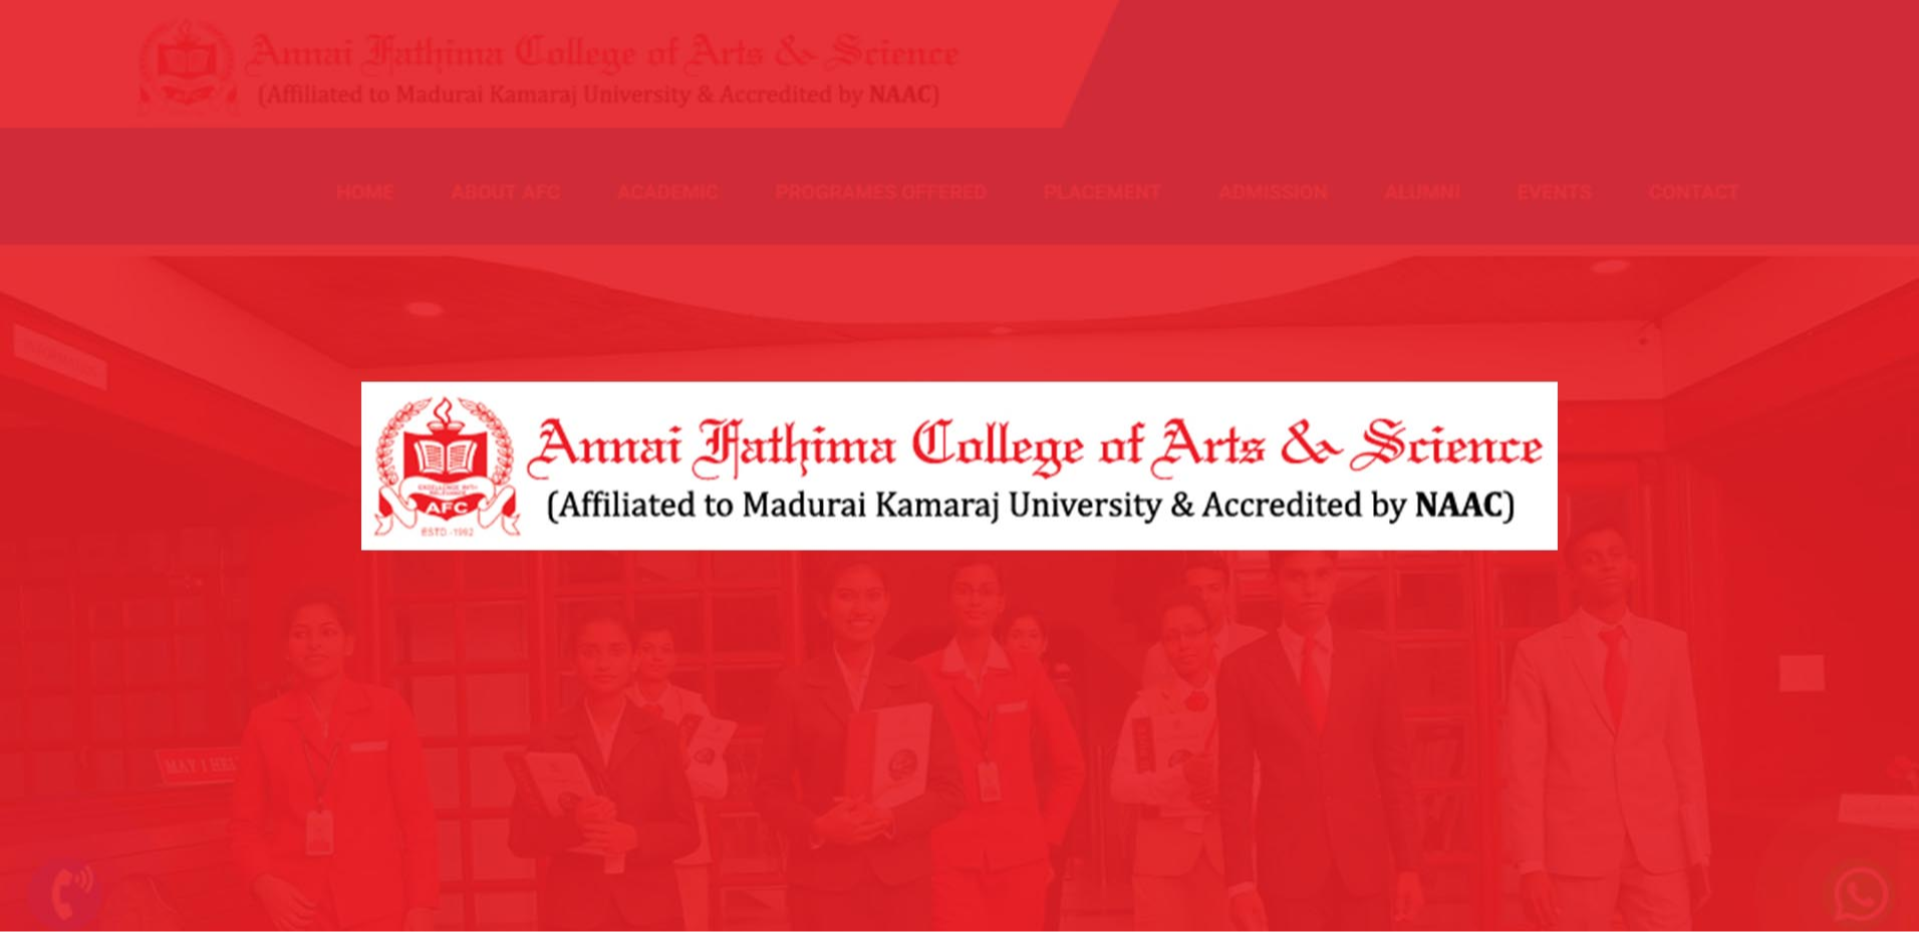 Annai Fathima College of Arts & Science
(Affiliated to Madurai Kamaraj University & Accredited by NAAC)
HOME ABOUT AFC ACADEMIC PROGRAMES OFFERED PLACEMENT ADMISSION ALUMNI EVENTS CONTACT
Annai Fathima College of Arts & Science
(Affiliated to Madurai Kamaraj University & Accredited by NAAC)
AFC
ESTD.-1992
MAY I HEL